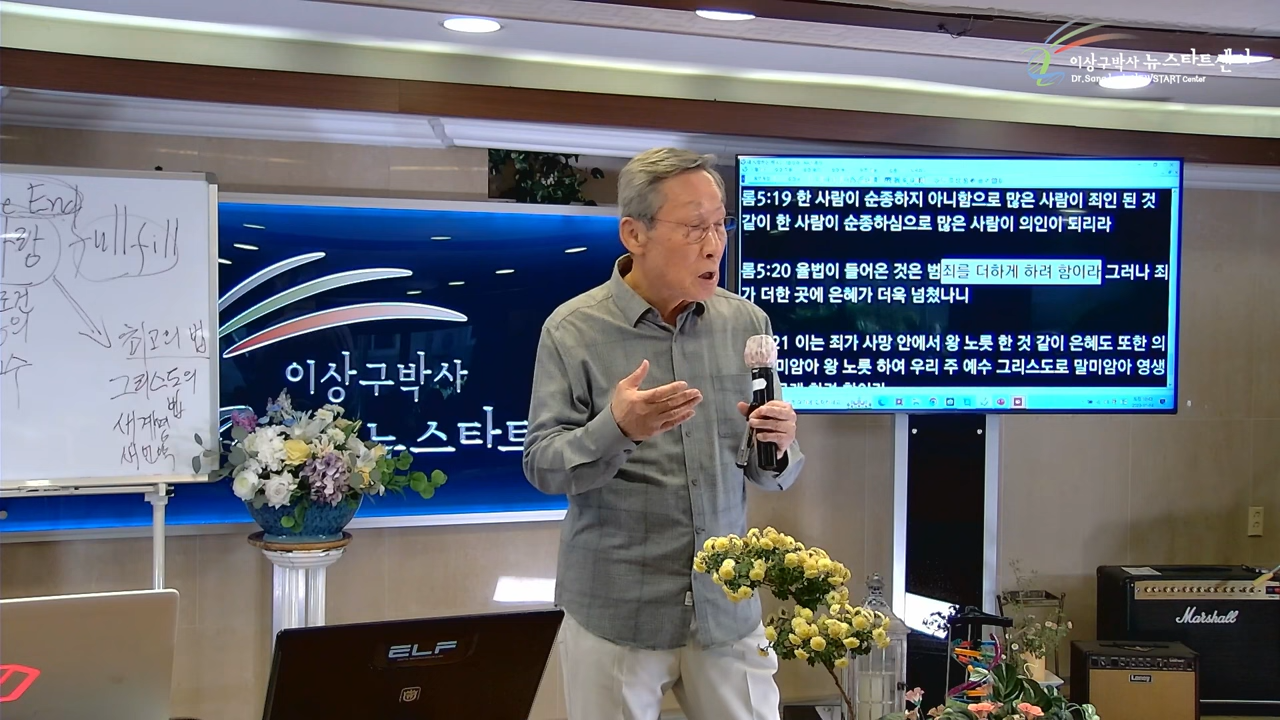 이상구박사 뉴스타트센터
NEWSTART Center
End
fullfill
최고의 법
그리스도의
법
새계명
이상구박사
뉴스타트
롬5:19 한 사람이 순종하지 아니함으로 많은 사람이 죄인 된 것
같이 한 사람이 순종하심으로 많은 사람이 의인이 되리라
롬5:20 율법이 들어온 것은 범죄를 더하게 하려 함이라 그러나 죄
가 더한 곳에 은혜가 더욱 넘쳤나니
21 이는 죄가 사망 안에서 왕 노릇 한 것 같이 은혜도 또한 의
미암아 왕 노릇 하여 우리 주 예수 그리스도로 말미암아 영생
ELF
Marshall
Laney